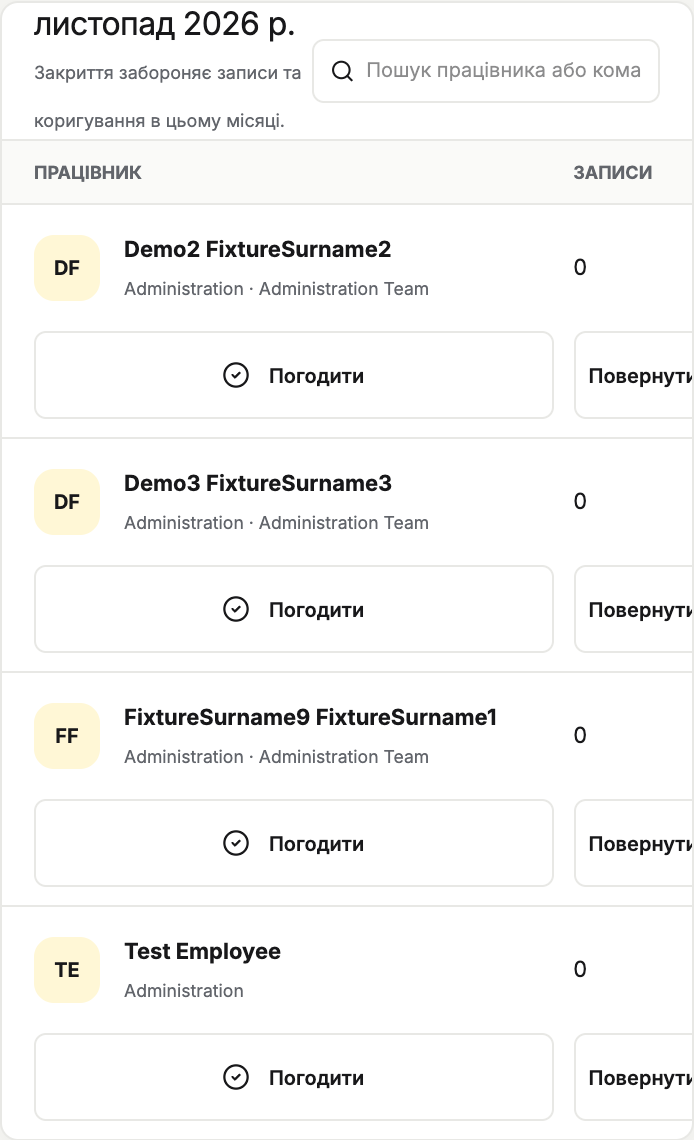 листопад 2026 р.
Закриття забороняє записи та
коригування в цьому місяці.
Пошук працівника або кома
ПРАЦІВНИК ЗАПИСИ
DF Demo2 FixtureSurname2 0
Administration · Administration Team
Погодити Повернути
DF Demo3 FixtureSurname3 0
Administration · Administration Team
Погодити Повернути
FF FixtureSurname9 FixtureSurname1 0
Administration · Administration Team
Погодити Повернути
TE Test Employee 0
Administration
Погодити Повернути